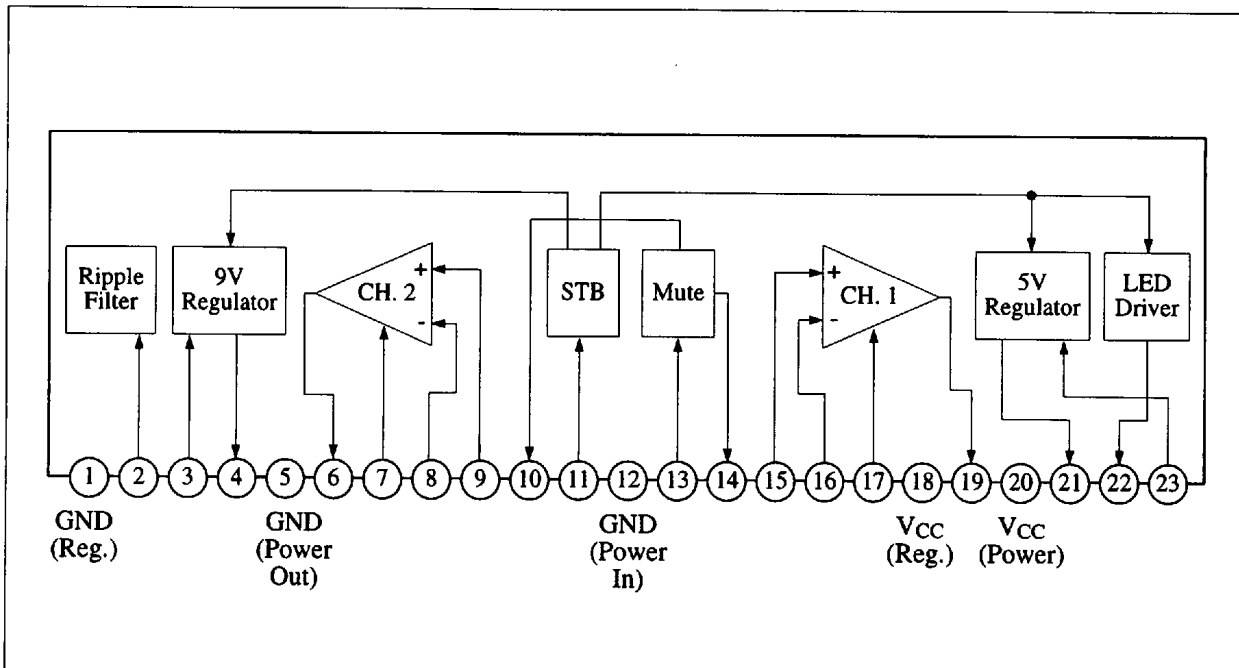 Ripple
Filter
9V
Regulator
+
CH. 2
-
STB
Mute
+
CH. 1
-
5V
Regulator
LED
Driver
1 2 3 4 5 6 7 8 9 10 11 12 13 14 15 16 17 18 19 20 21 22 23
GND
(Reg.)
GND
(Power
Out)
GND
(Power
In)
VCC
(Reg.)
VCC
(Power)